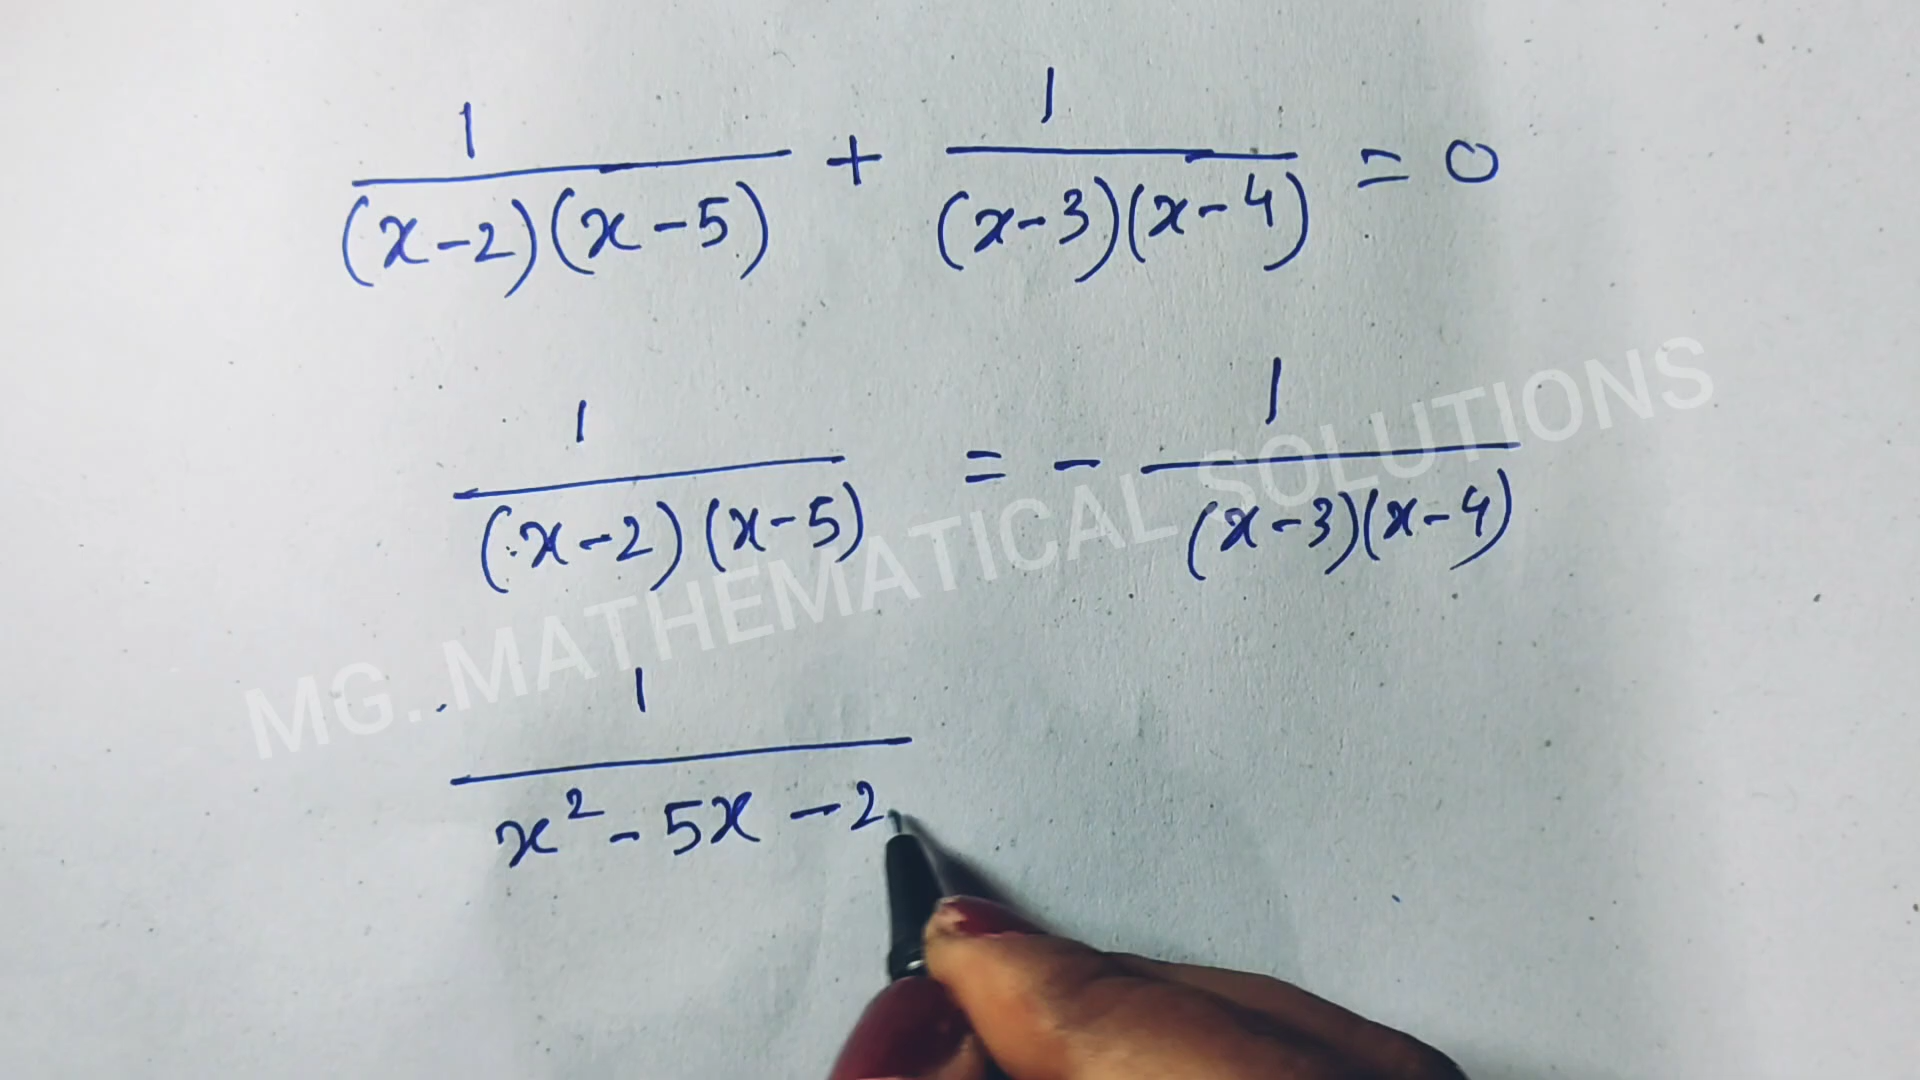 1/((x-2)(x-5)) + 1/((x-3)(x-4)) = 0
1/((x-2)(x-5)) = - 1/((x-3)(x-4))
MG. MATHEMATICAL SOLUTIONS
1/(x² - 5x - 2